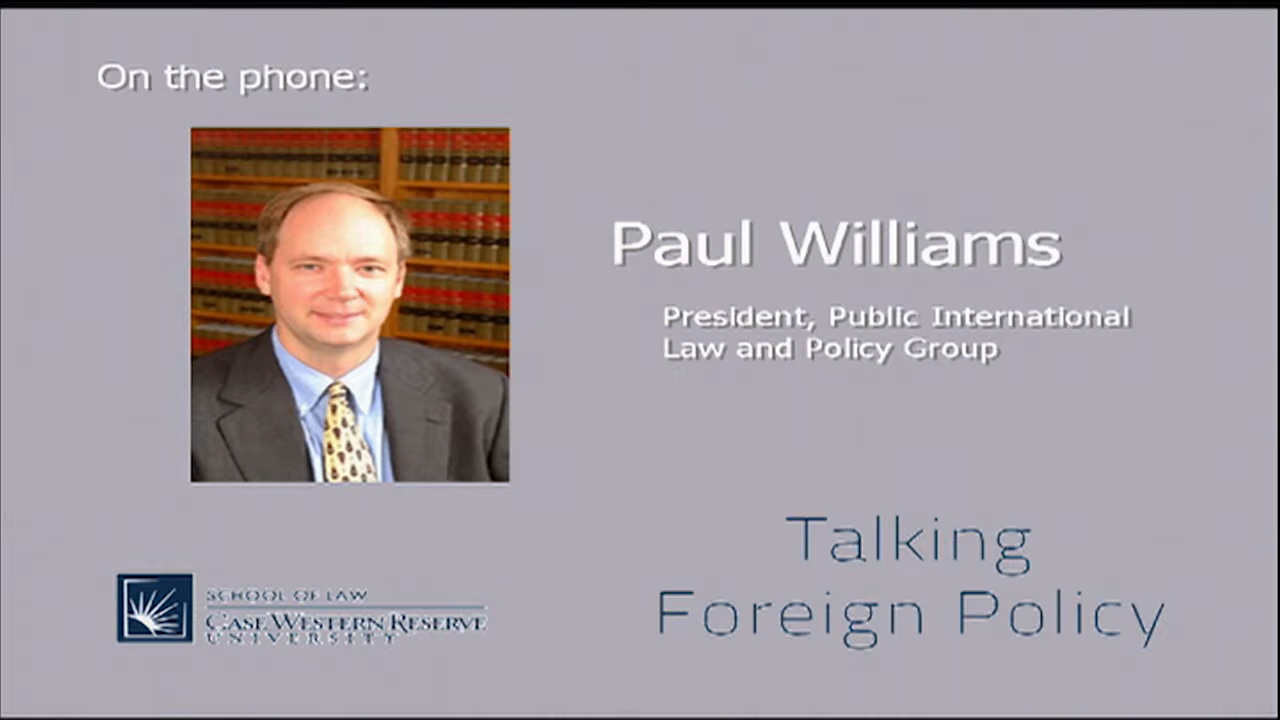 On the phone:
Paul Williams
President, Public International
Law and Policy Group
Talking
Foreign Policy
SCHOOL OF LAW
CASE WESTERN RESERVE
UNIVERSITY